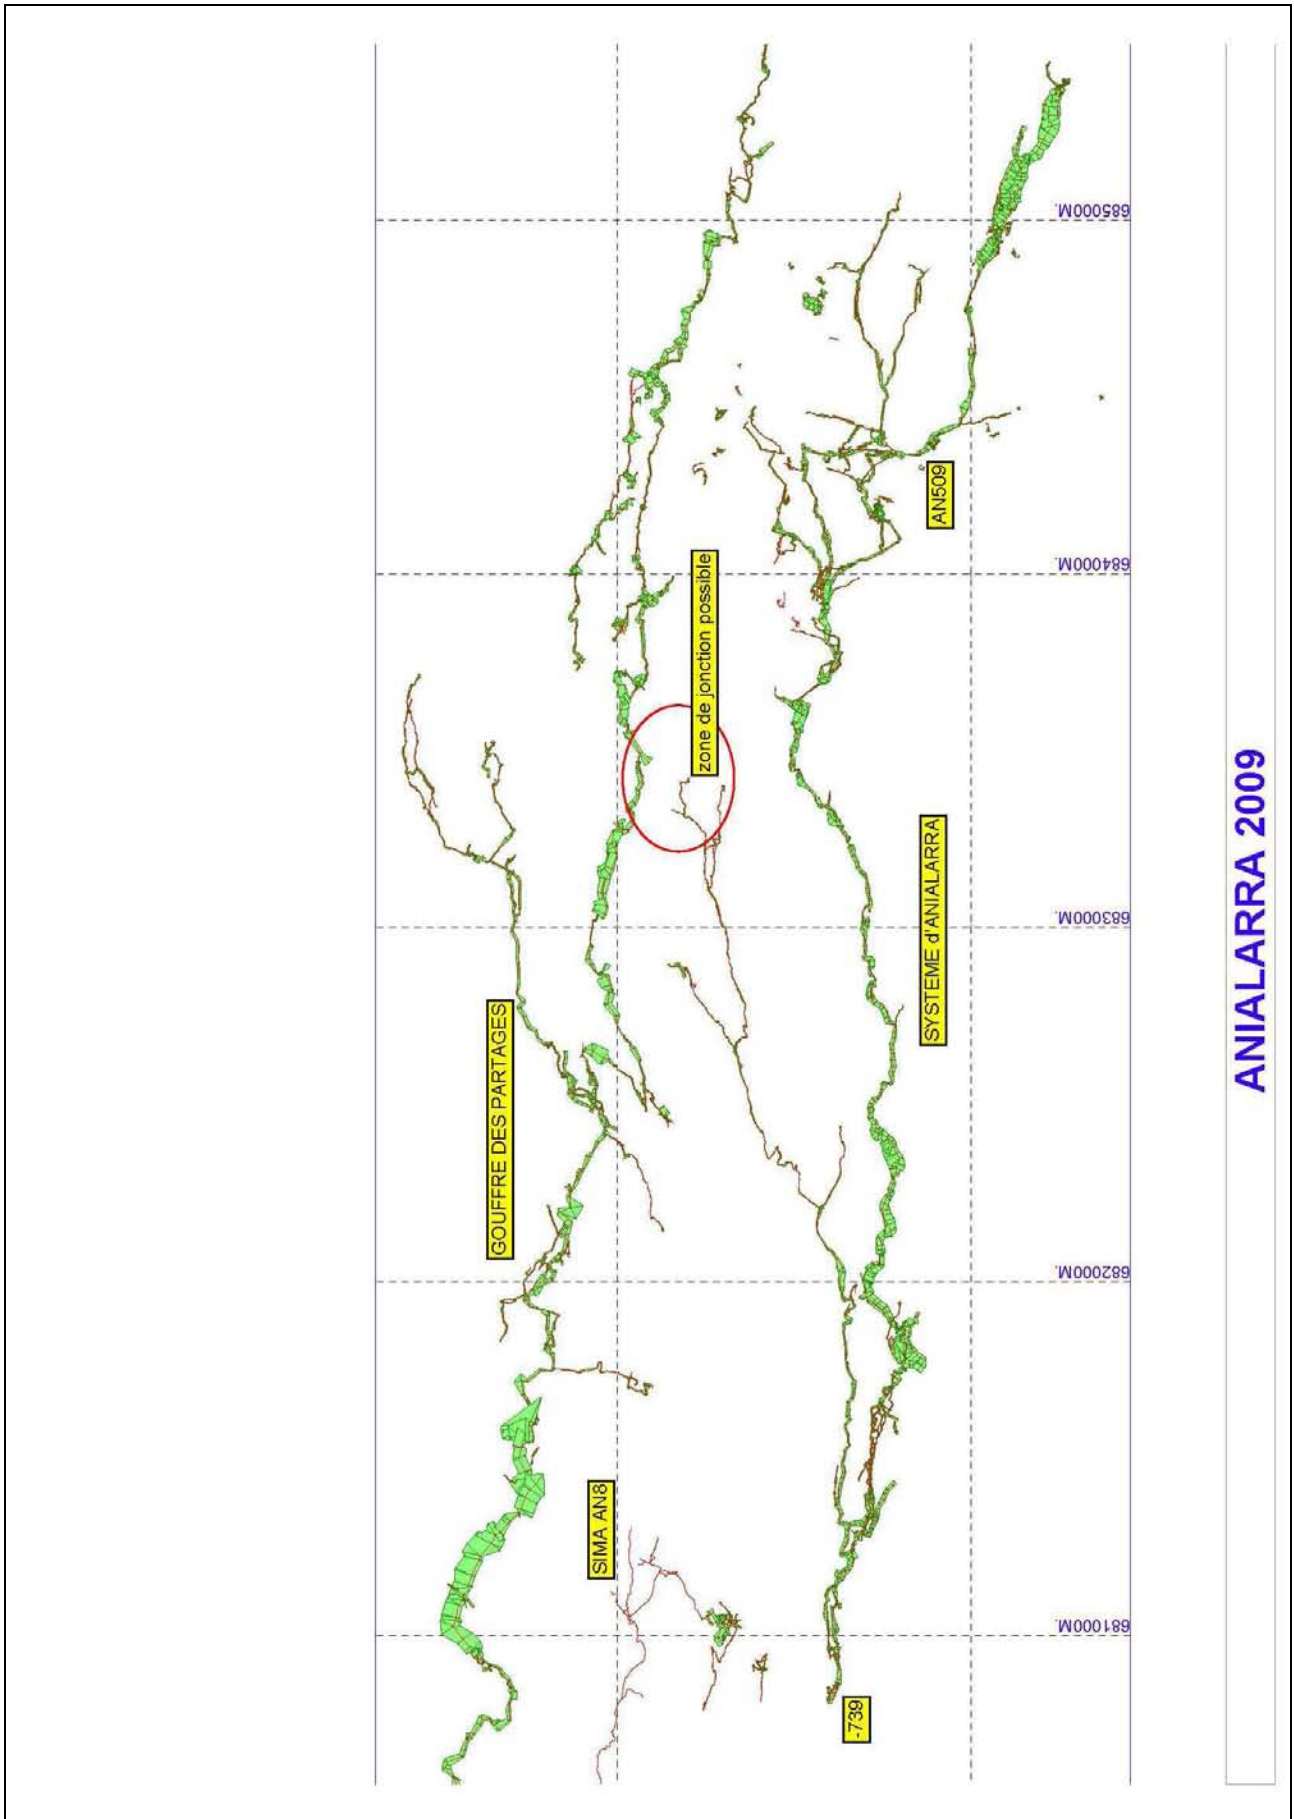 GOUFFRE DES PARTAGES
SIMA AN8
zone de jonction possible
-739
SYSTEME d'ANIALARRA
AN509
681000M.
682000M.
683000M.
684000M.
685000M.
ANIALARRA 2009